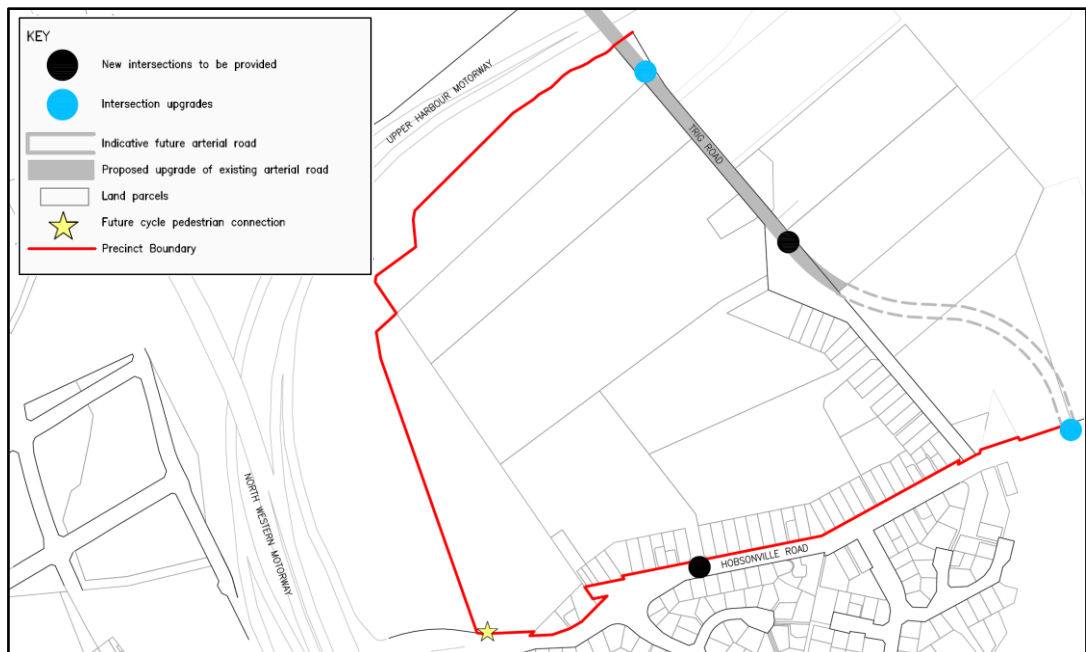 KEY
New intersections to be provided
Intersection upgrades
Indicative future arterial road
Proposed upgrade of existing arterial road
Land parcels
Future cycle pedestrian connection
Precinct Boundary
UPPER HARBOUR MOTORWAY
TRIG ROAD
NORTH WESTERN MOTORWAY
HOBSONVILLE ROAD